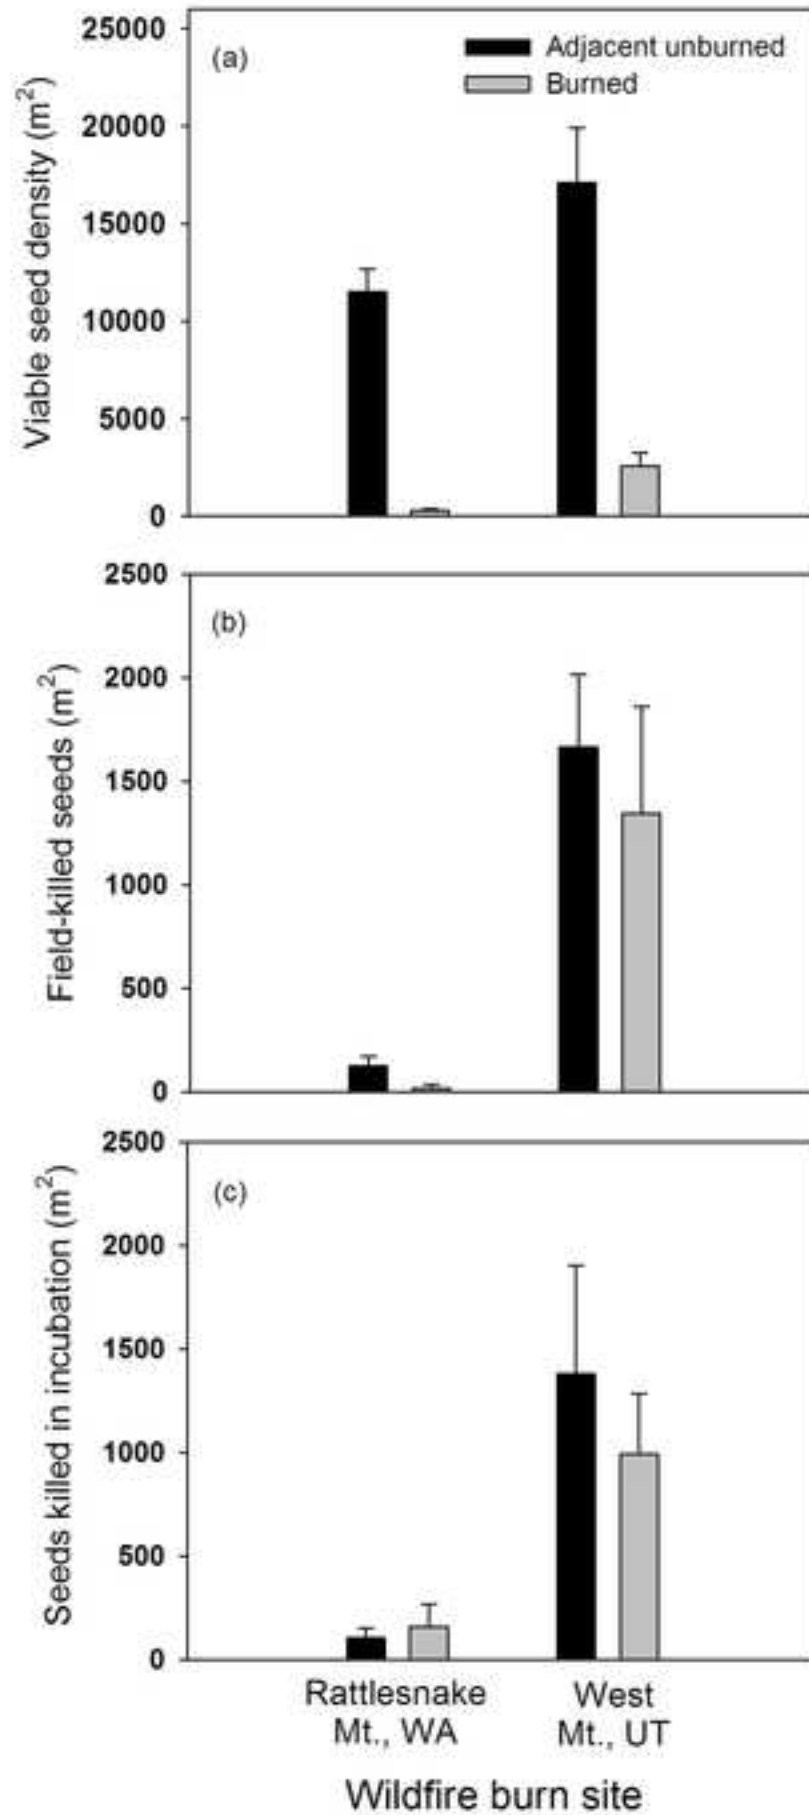 25000
(a)
Adjacent unburned
Burned
20000
15000
10000
5000
0
Viable seed density (m²)
2500
(b)
2000
1500
1000
500
0
Field-killed seeds (m²)
2500
(c)
2000
1500
1000
500
0
Seeds killed in incubation (m²)
Rattlesnake
Mt., WA
West
Mt., UT
Wildfire burn site